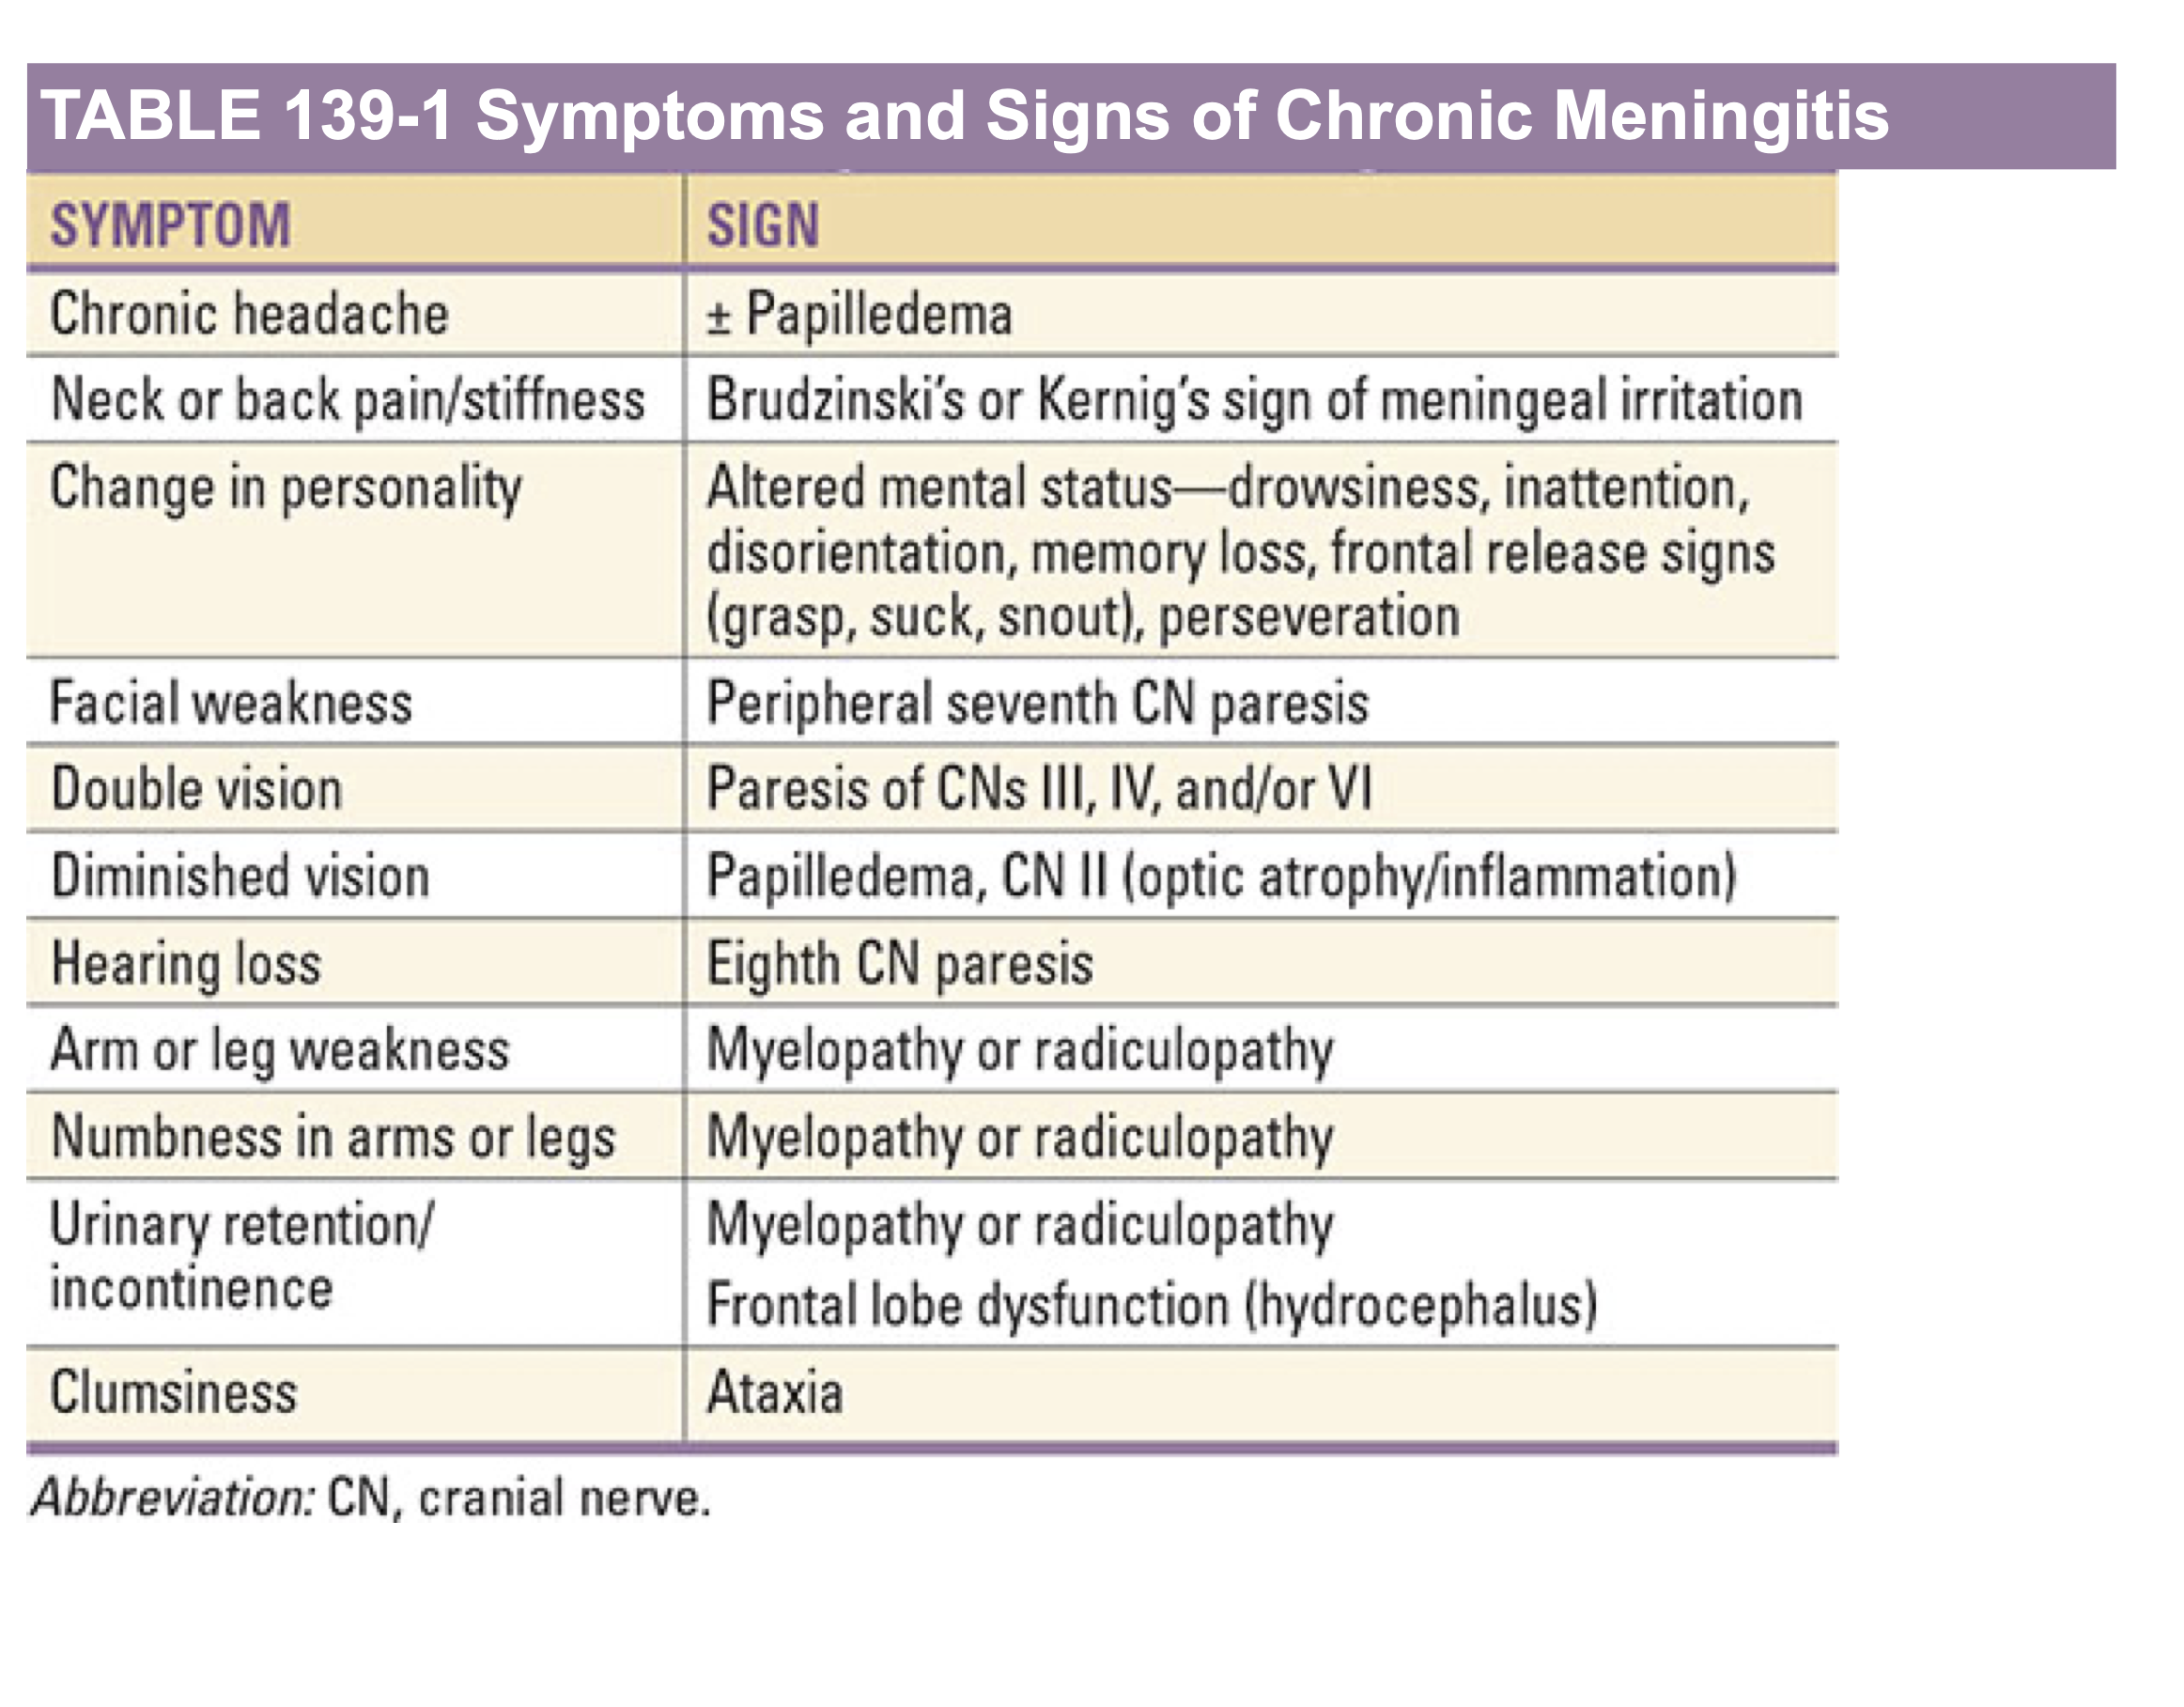 TABLE 139-1 Symptoms and Signs of Chronic Meningitis
SYMPTOM SIGN
Chronic headache ± Papilledema
Neck or back pain/stiffness Brudzinski's or Kernig's sign of meningeal irritation
Change in personality Altered mental status—drowsiness, inattention,
disorientation, memory loss, frontal release signs
(grasp, suck, snout), perseveration
Facial weakness Peripheral seventh CN paresis
Double vision Paresis of CNs III, IV, and/or VI
Diminished vision Papilledema, CN II (optic atrophy/inflammation)
Hearing loss Eighth CN paresis
Arm or leg weakness Myelopathy or radiculopathy
Numbness in arms or legs Myelopathy or radiculopathy
Urinary retention/ Myelopathy or radiculopathy
incontinence Frontal lobe dysfunction (hydrocephalus)
Clumsiness Ataxia
Abbreviation: CN, cranial nerve.